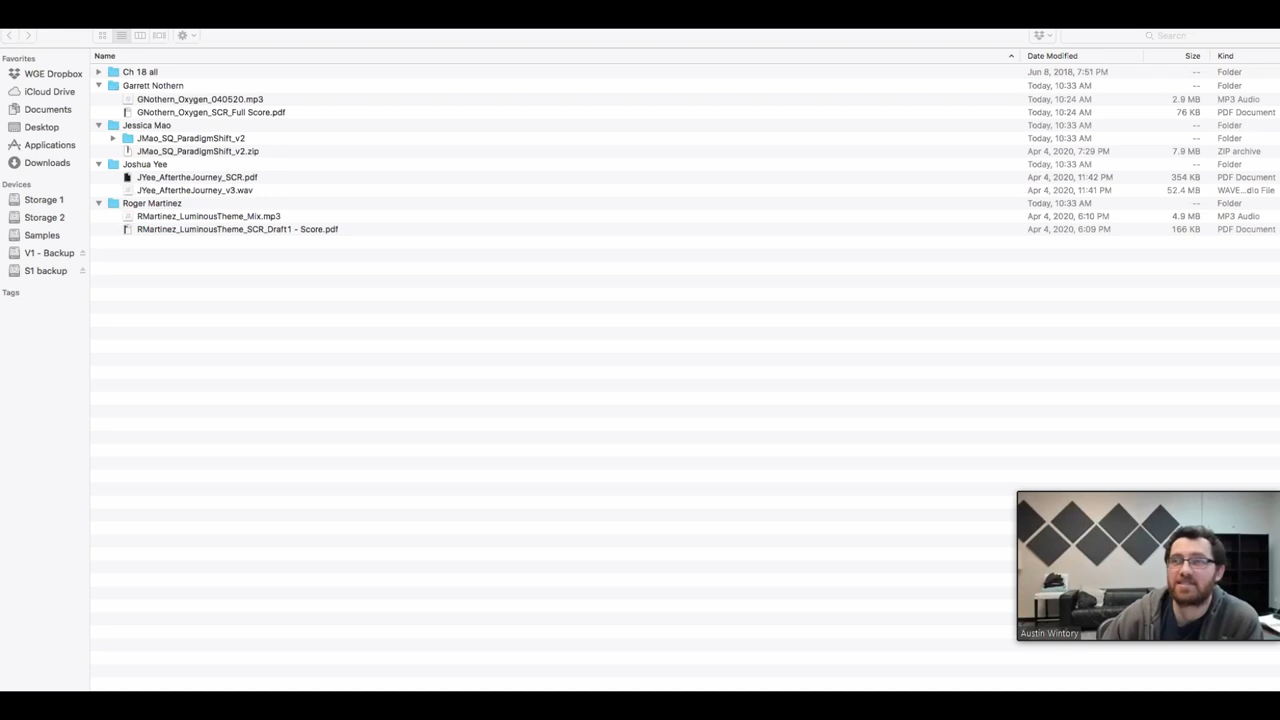 Search
Name Date Modified Size Kind
Favorites
WGE Dropbox
iCloud Drive
Documents
Desktop
Applications
Downloads
Devices
Storage 1
Storage 2
Samples
V1 - Backup
S1 backup
Tags
Ch 18 all Jun 8, 2018, 7:51 PM -- Folder
Garrett Nothern Today, 10:33 AM -- Folder
GNothern_Oxygen_040520.mp3 Today, 10:24 AM 2.9 MB MP3 Audio
GNothern_Oxygen_SCR_Full Score.pdf Today, 10:24 AM 76 KB PDF Document
Jessica Mao Today, 10:33 AM -- Folder
JMao_SQ_ParadigmShift_v2 Today, 10:33 AM -- Folder
JMao_SQ_ParadigmShift_v2.zip Apr 4, 2020, 7:29 PM 7.9 MB ZIP archive
Joshua Yee Today, 10:33 AM -- Folder
JYee_AftertheJourney_SCR.pdf Apr 4, 2020, 11:42 PM 354 KB PDF Document
JYee_AftertheJourney_v3.wav Apr 4, 2020, 11:41 PM 52.4 MB WAVE...dio File
Roger Martinez Today, 10:33 AM -- Folder
RMartinez_LuminousTheme_Mix.mp3 Apr 4, 2020, 6:10 PM 4.9 MB MP3 Audio
RMartinez_LuminousTheme_SCR_Draft1 - Score.pdf Apr 4, 2020, 6:09 PM 166 KB PDF Document
Austin Wintory